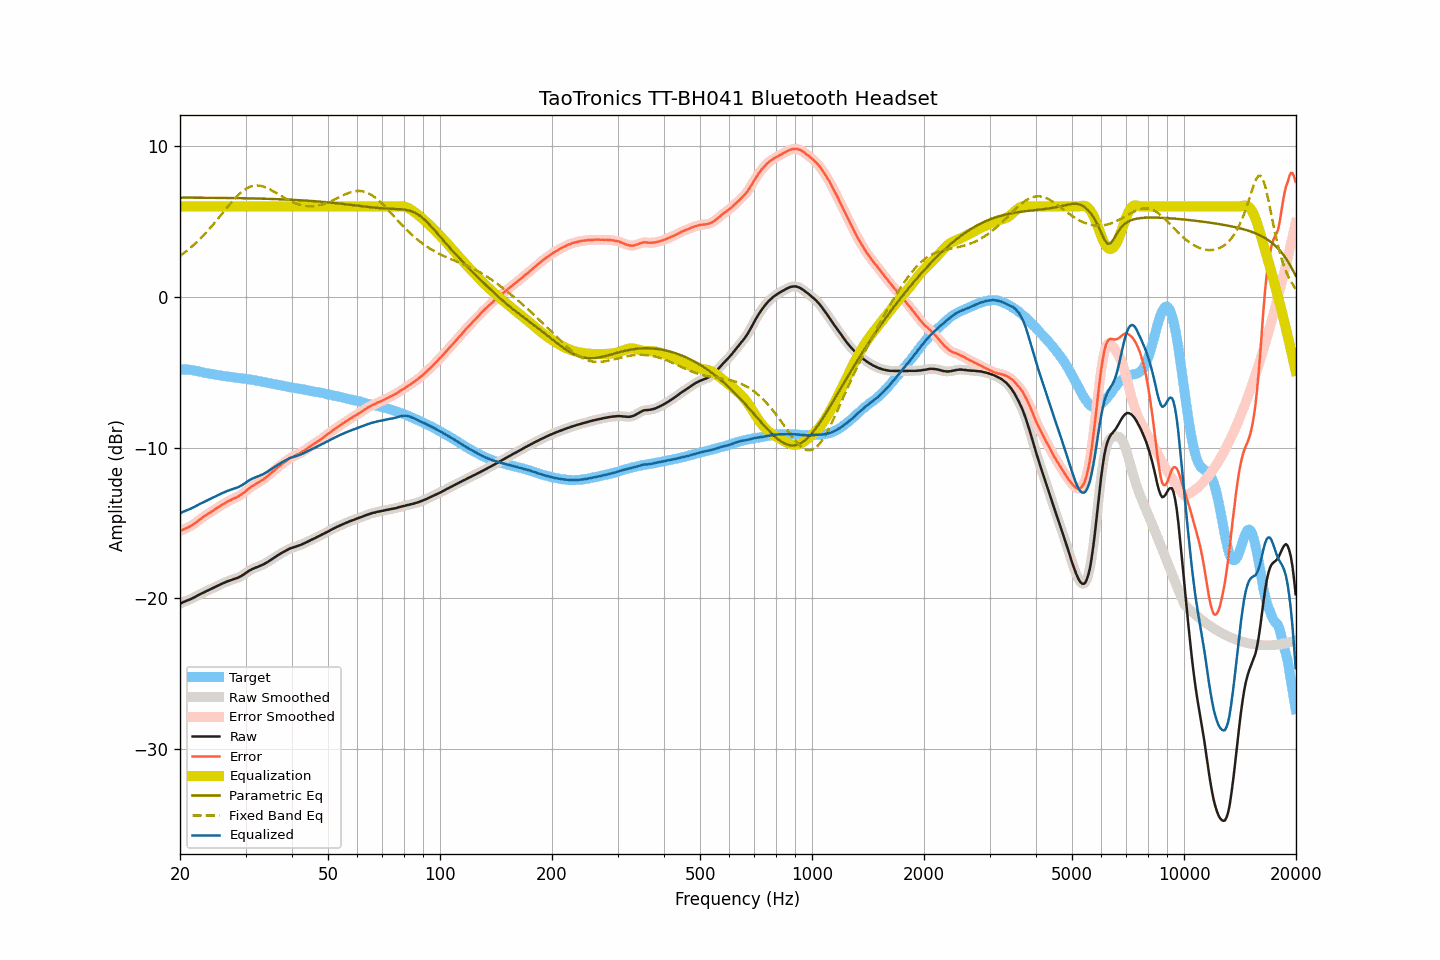 TaoTronics TT-BH041 Bluetooth Headset
10
0
−10
−20
−30
Amplitude (dBr)
Target
Raw Smoothed
Error Smoothed
Raw
Error
Equalization
Parametric Eq
Fixed Band Eq
Equalized
20 50 100 200 500 1000 2000 5000 10000 20000
Frequency (Hz)